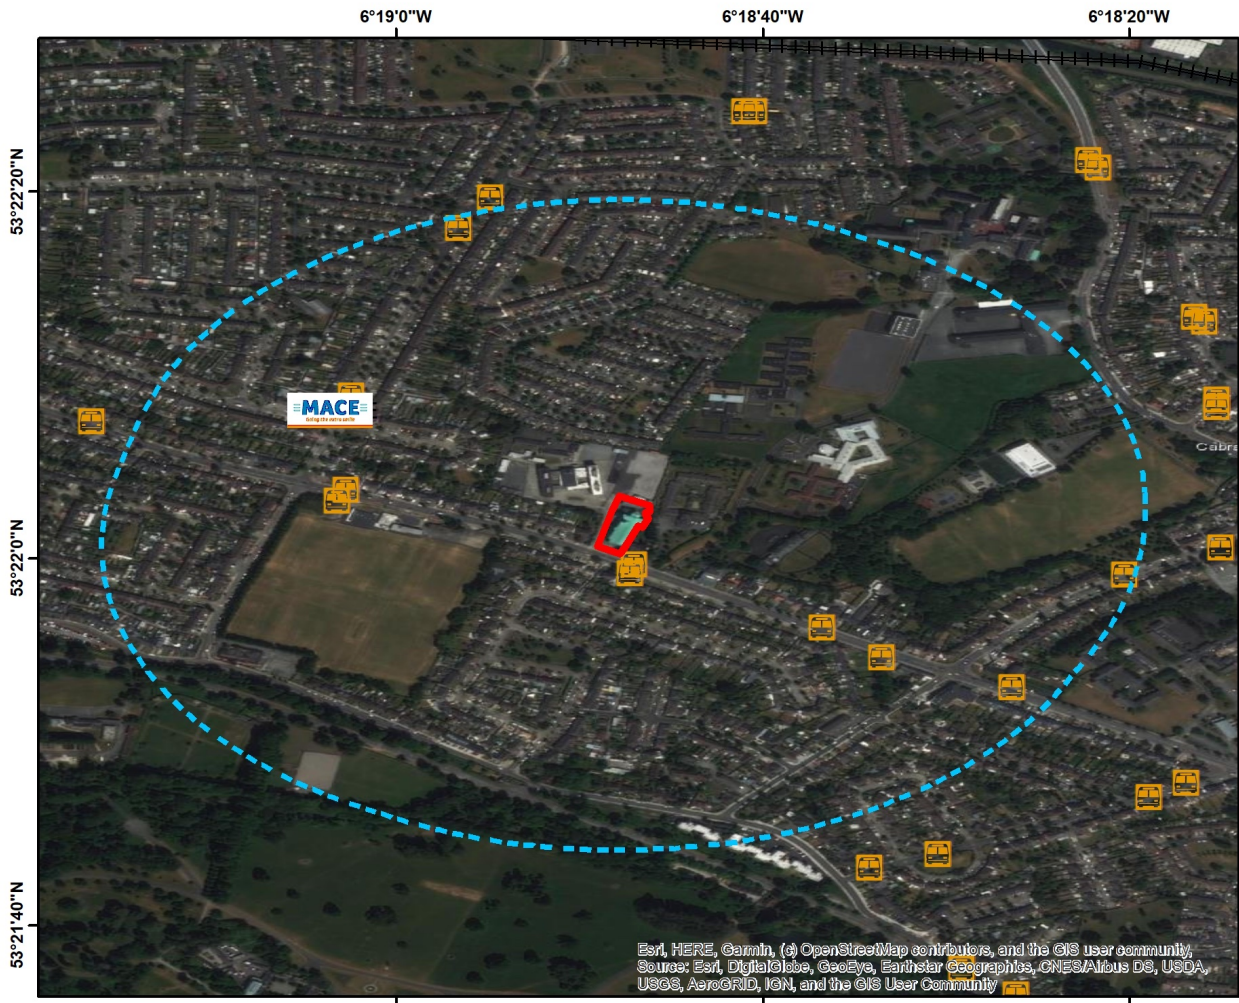 6°19'0"W
6°18'40"W
6°18'20"W
53°22'20"N
MACE
Cabra
53°22'0"N
53°21'40"N
Esri, HERE, Garmin, (c) OpenStreetMap contributors, and the GIS user community,
Source: Esri, DigitalGlobe, GeoEye, Earthstar Geographics, CNES/Airbus DS, USDA,
USGS, AeroGRID, IGN, and the GIS User Community